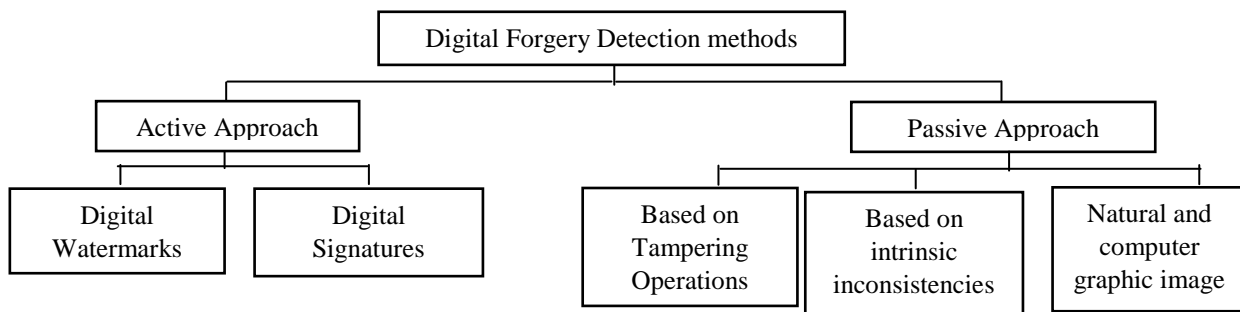 Digital Forgery Detection methods
Active Approach
Passive Approach
Digital
Watermarks
Digital
Signatures
Based on
Tampering
Operations
Based on
intrinsic
inconsistencies
Natural and
computer
graphic image